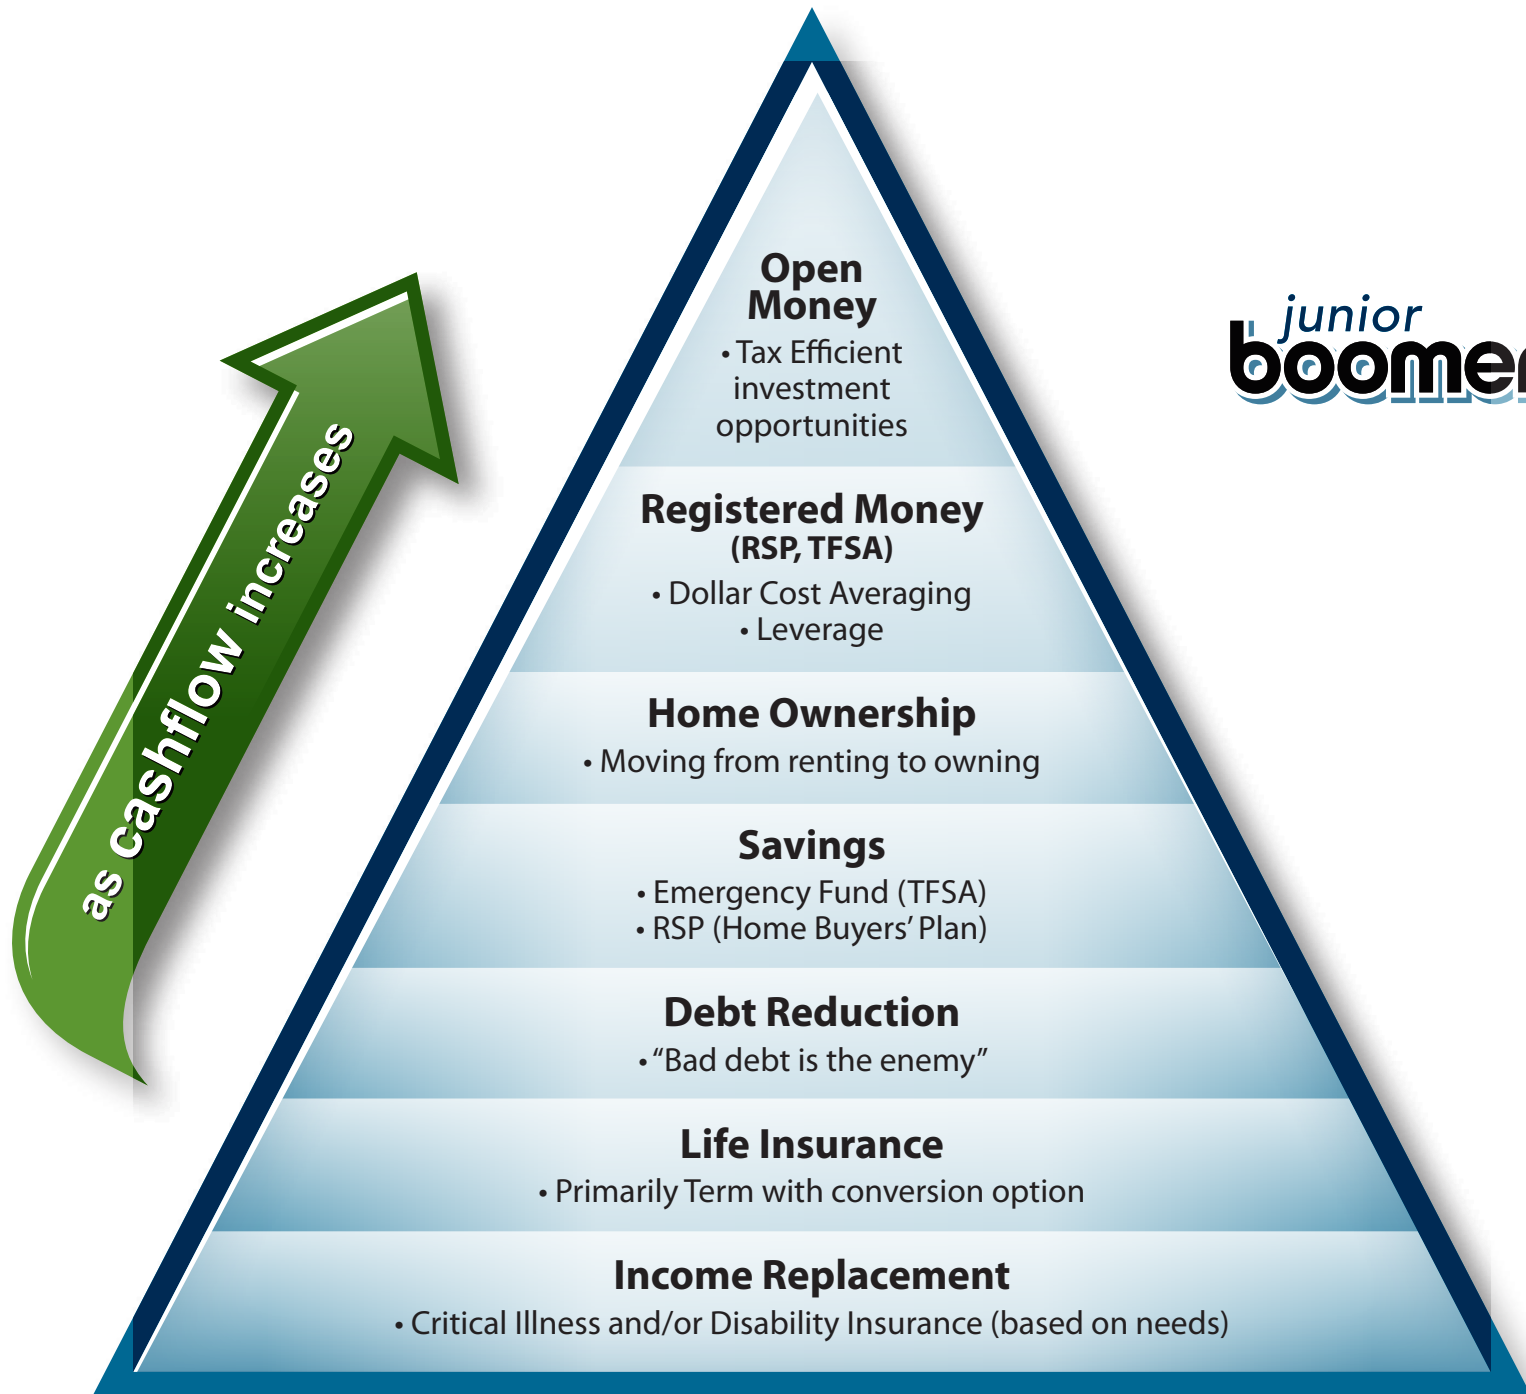 Open
Money
• Tax Efficient
investment
opportunities
junior
boomer
Registered Money
(RSP, TFSA)
• Dollar Cost Averaging
• Leverage
as cashflow increases
Home Ownership
• Moving from renting to owning
Savings
• Emergency Fund (TFSA)
• RSP (Home Buyers’ Plan)
Debt Reduction
• “Bad debt is the enemy”
Life Insurance
• Primarily Term with conversion option
Income Replacement
• Critical Illness and/or Disability Insurance (based on needs)